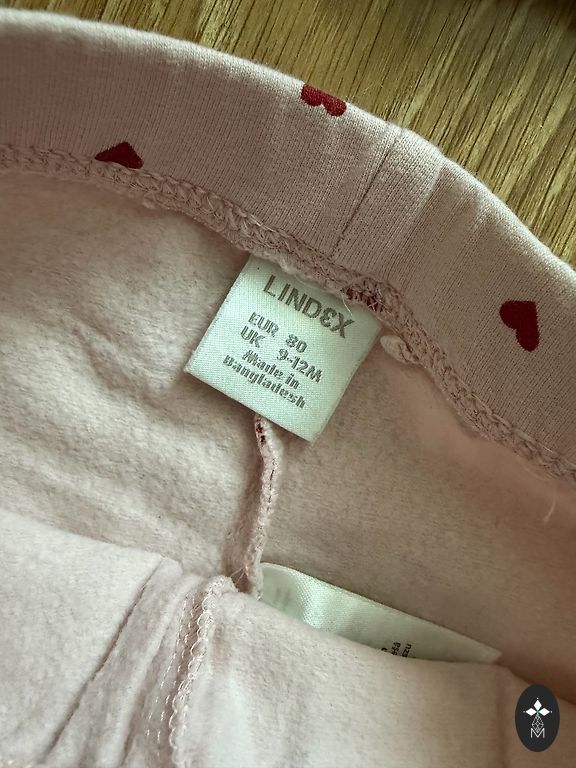 LINDEX
EUR 80
UK 9-12M
Made in
Bangladesh
M